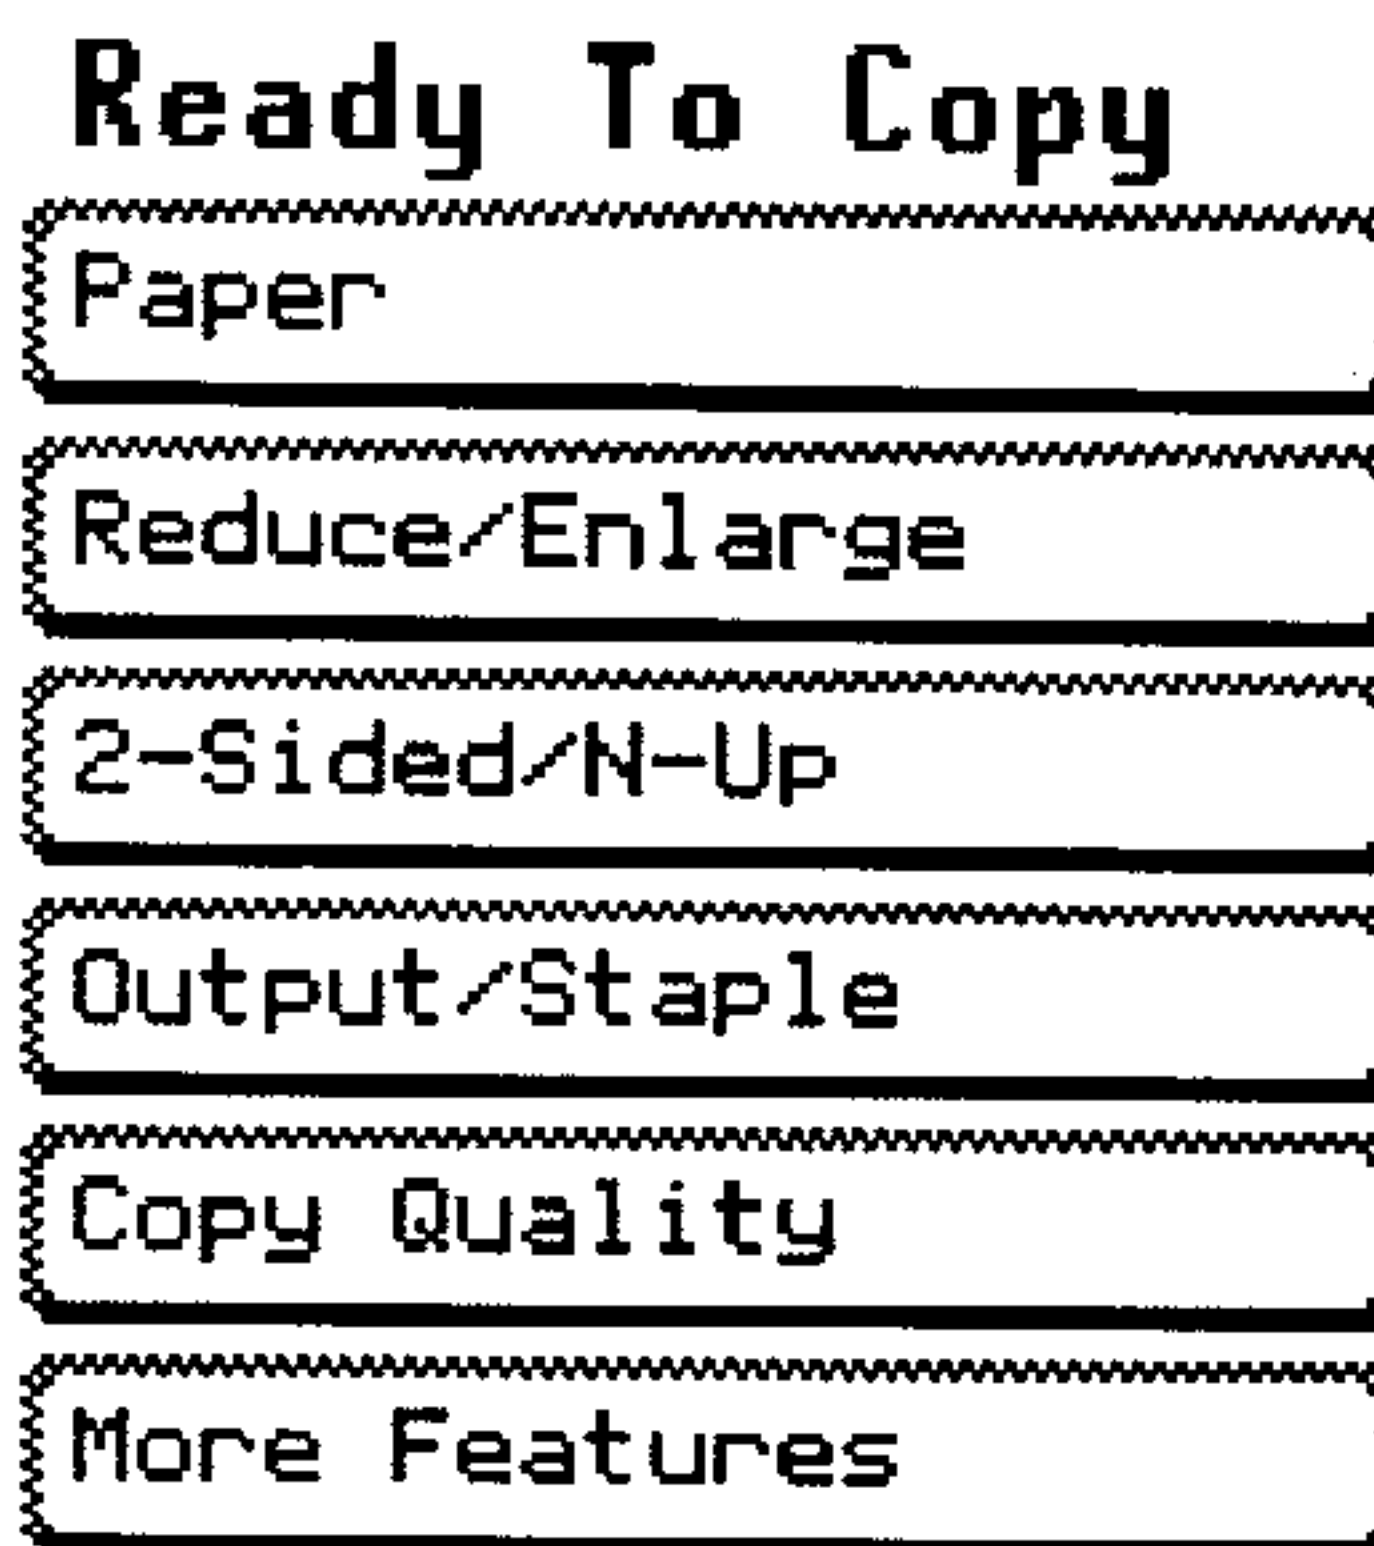 Ready To Copy
Paper
Reduce/Enlarge
2-Sided/N-Up
Output/Staple
Copy Quality
More Features